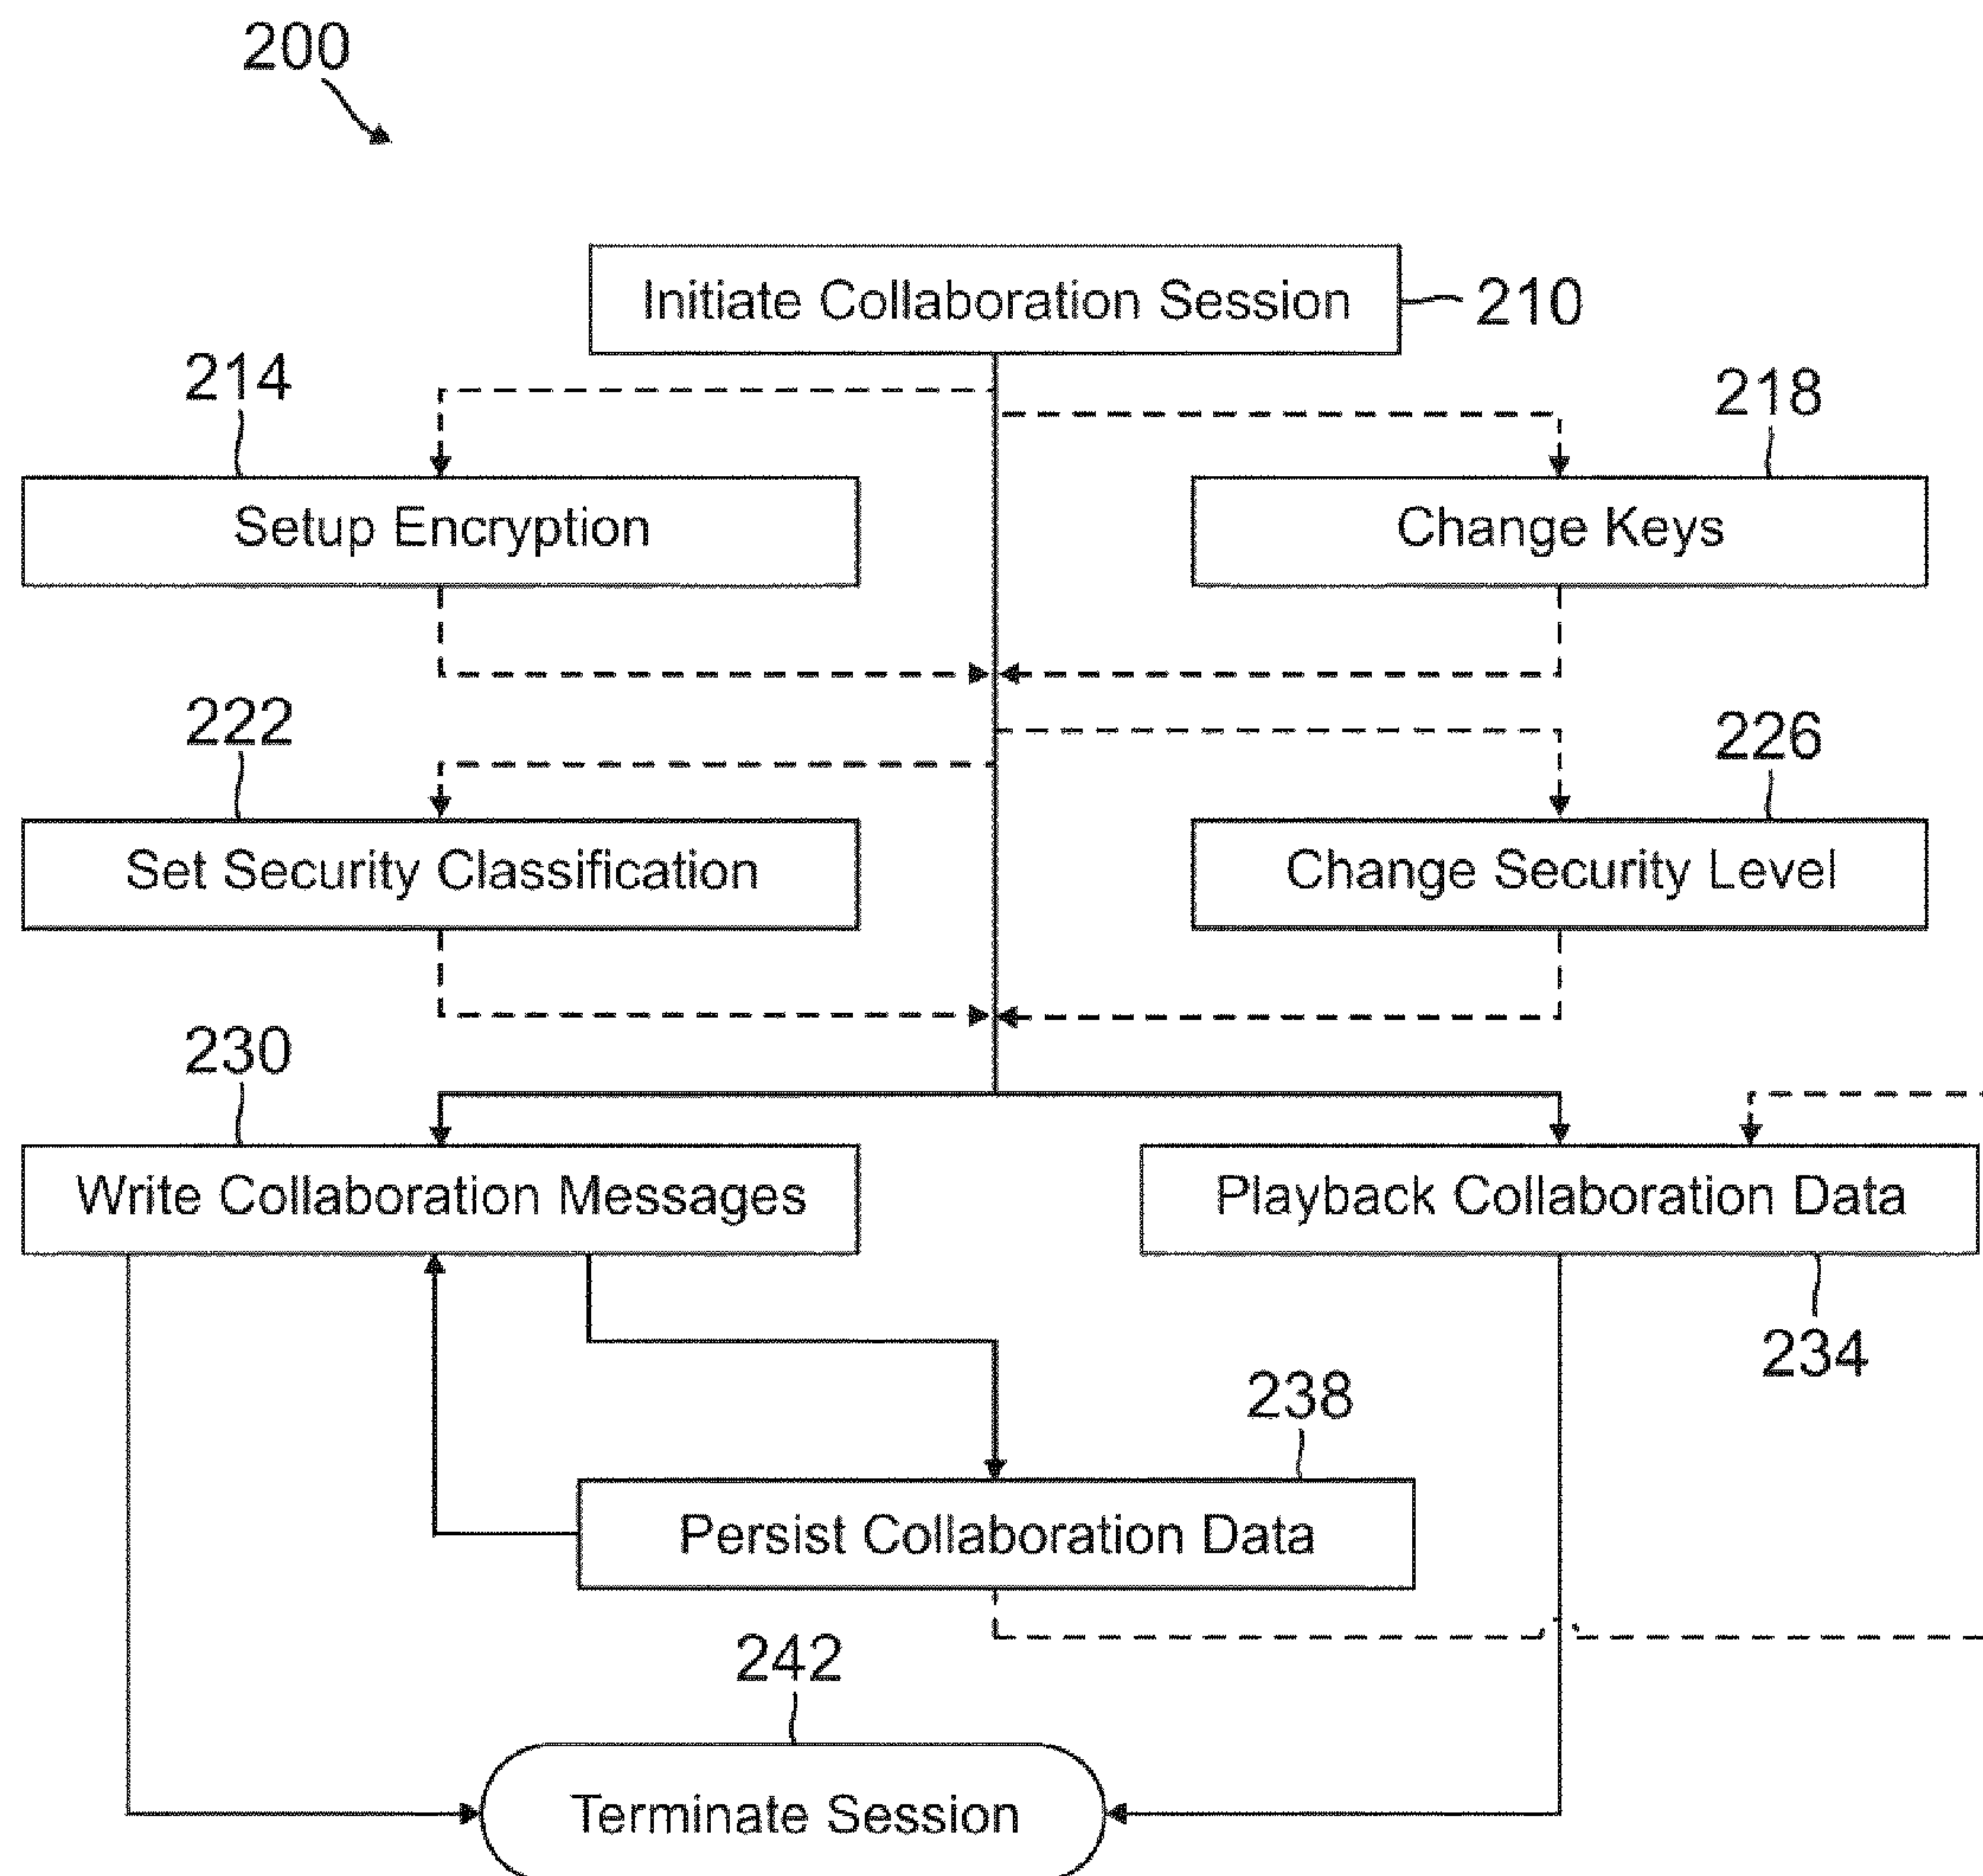 200
Initiate Collaboration Session
210
214
218
Setup Encryption
Change Keys
222
226
Set Security Classification
Change Security Level
230
Write Collaboration Messages
Playback Collaboration Data
234
238
Persist Collaboration Data
242
Terminate Session